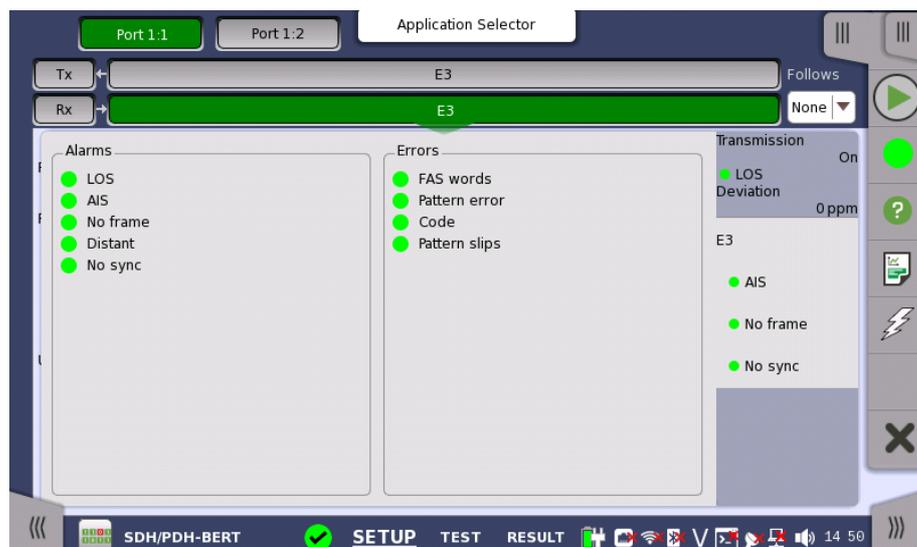 Application Selector
Port 1:1
Port 1:2
Tx
E3
Follows
Rx
E3
None
Alarms
LOS
AIS
No frame
Distant
No sync
Errors
FAS words
Pattern error
Code
Pattern slips
Transmission
On
LOS
Deviation
0 ppm
E3
AIS
No frame
No sync
SDH/PDH-BERT
SETUP
TEST
RESULT
V
14 50